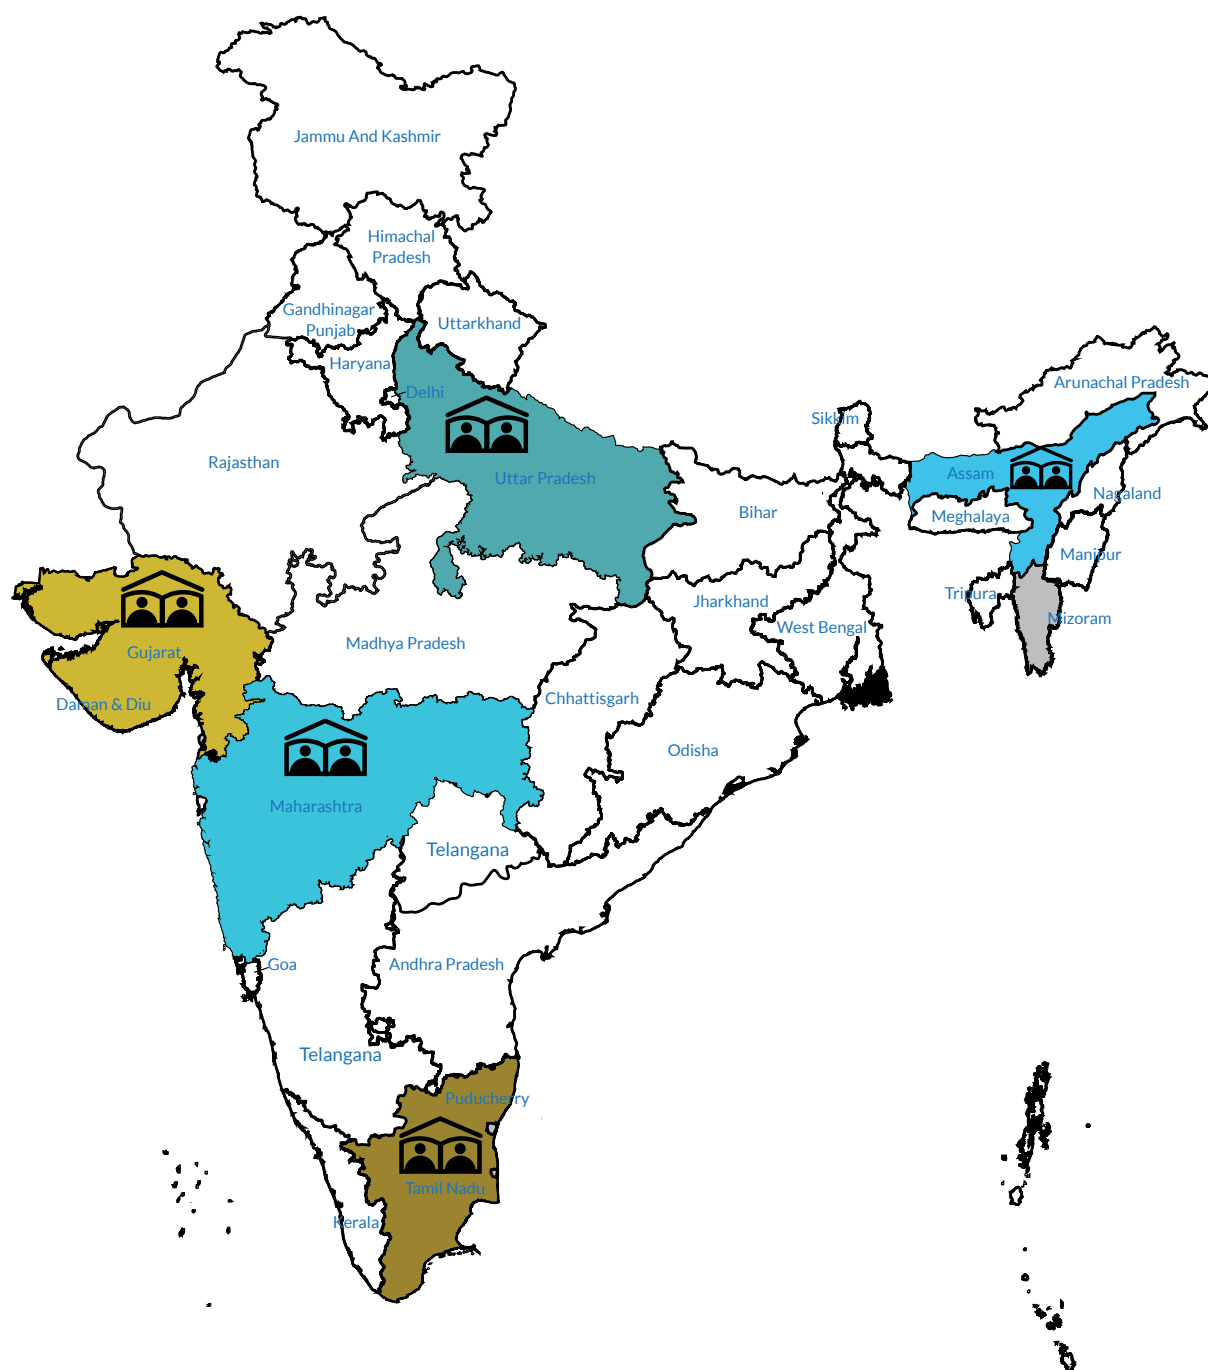 Jammu And Kashmir
Himachal
Pradesh
Gandhinagar
Punjab
Uttarkhand
Haryana
Delhi
Arunachal Pradesh
Sikkim
Rajasthan
Uttar Pradesh
Assam
Nagaland
Bihar
Meghalaya
Manipur
Jharkhand
Tripura
Mizoram
West Bengal
Madhya Pradesh
Gujarat
Daman & Diu
Chhattisgarh
Odisha
Maharashtra
Telangana
Goa
Andhra Pradesh
Telangana
Puducherry
Tamil Nadu
Kerala